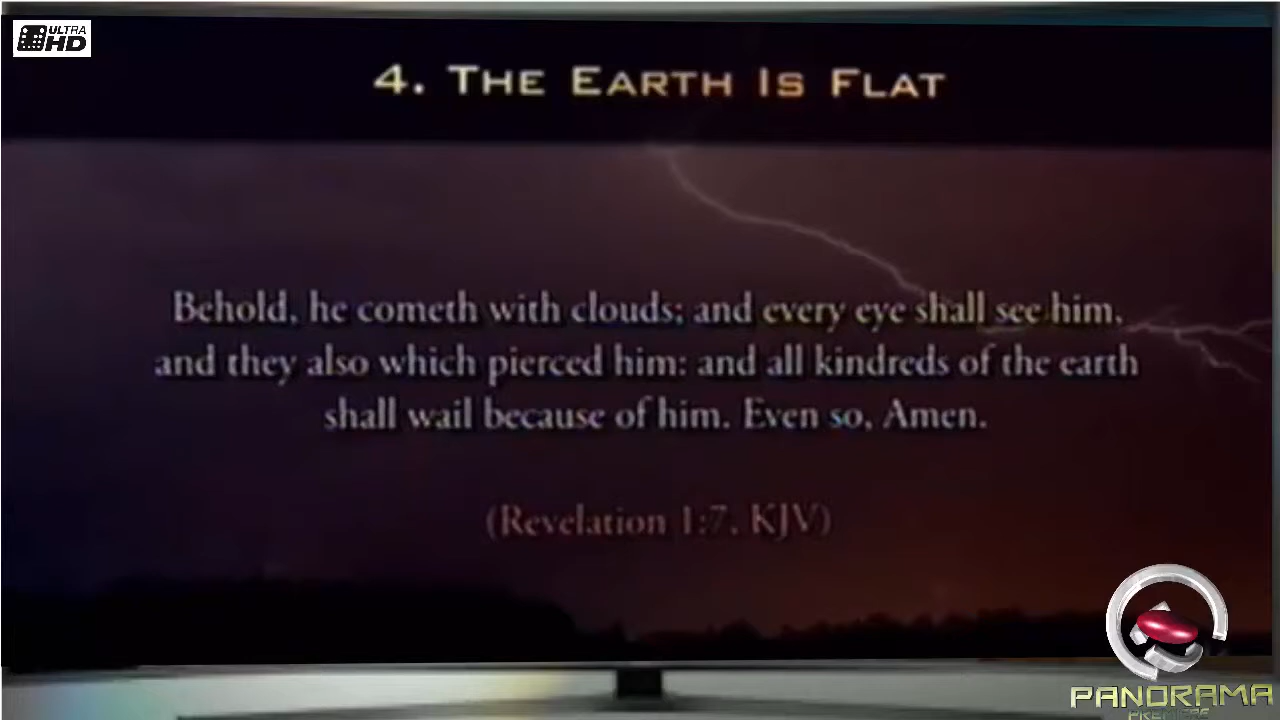 ULTRA
HD
4. THE EARTH IS FLAT
Behold, he cometh with clouds; and every eye shall see him,
and they also which pierced him: and all kindreds of the earth
shall wail because of him. Even so, Amen.
(Revelation 1:7, KJV)
PANORAMA
PREMIERE